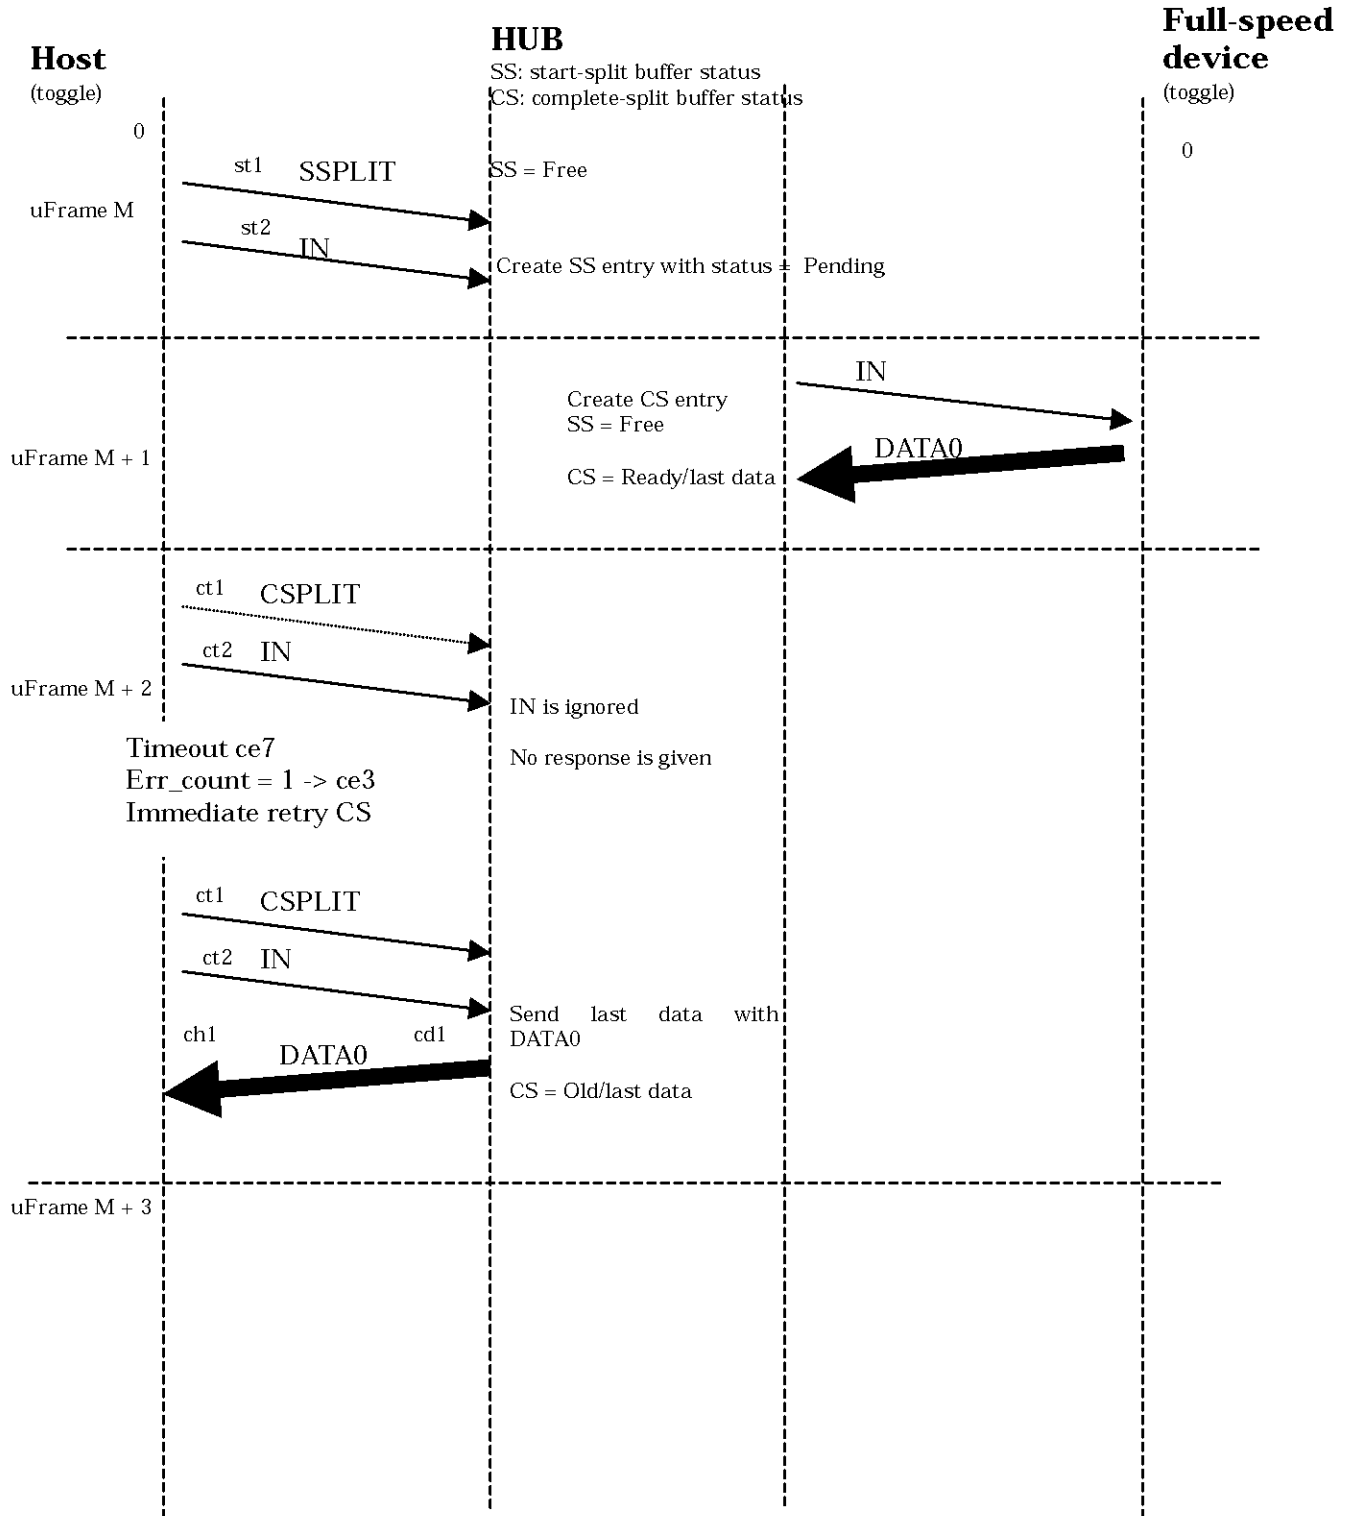 Host
(toggle)
HUB
SS: start-split buffer status
CS: complete-split buffer status
Full-speed
device
(toggle)
0
0
st1 SSPLIT
SS = Free
uFrame M
st2 IN
Create SS entry with status = Pending
IN
Create CS entry
SS = Free
DATA0
uFrame M + 1
CS = Ready/last data
ct1 CSPLIT
ct2 IN
uFrame M + 2
IN is ignored
Timeout ce7
No response is given
Err_count = 1 -> ce3
Immediate retry CS
ct1 CSPLIT
ct2 IN
Send last data with
DATA0
ch1 cd1
DATA0
CS = Old/last data
uFrame M + 3